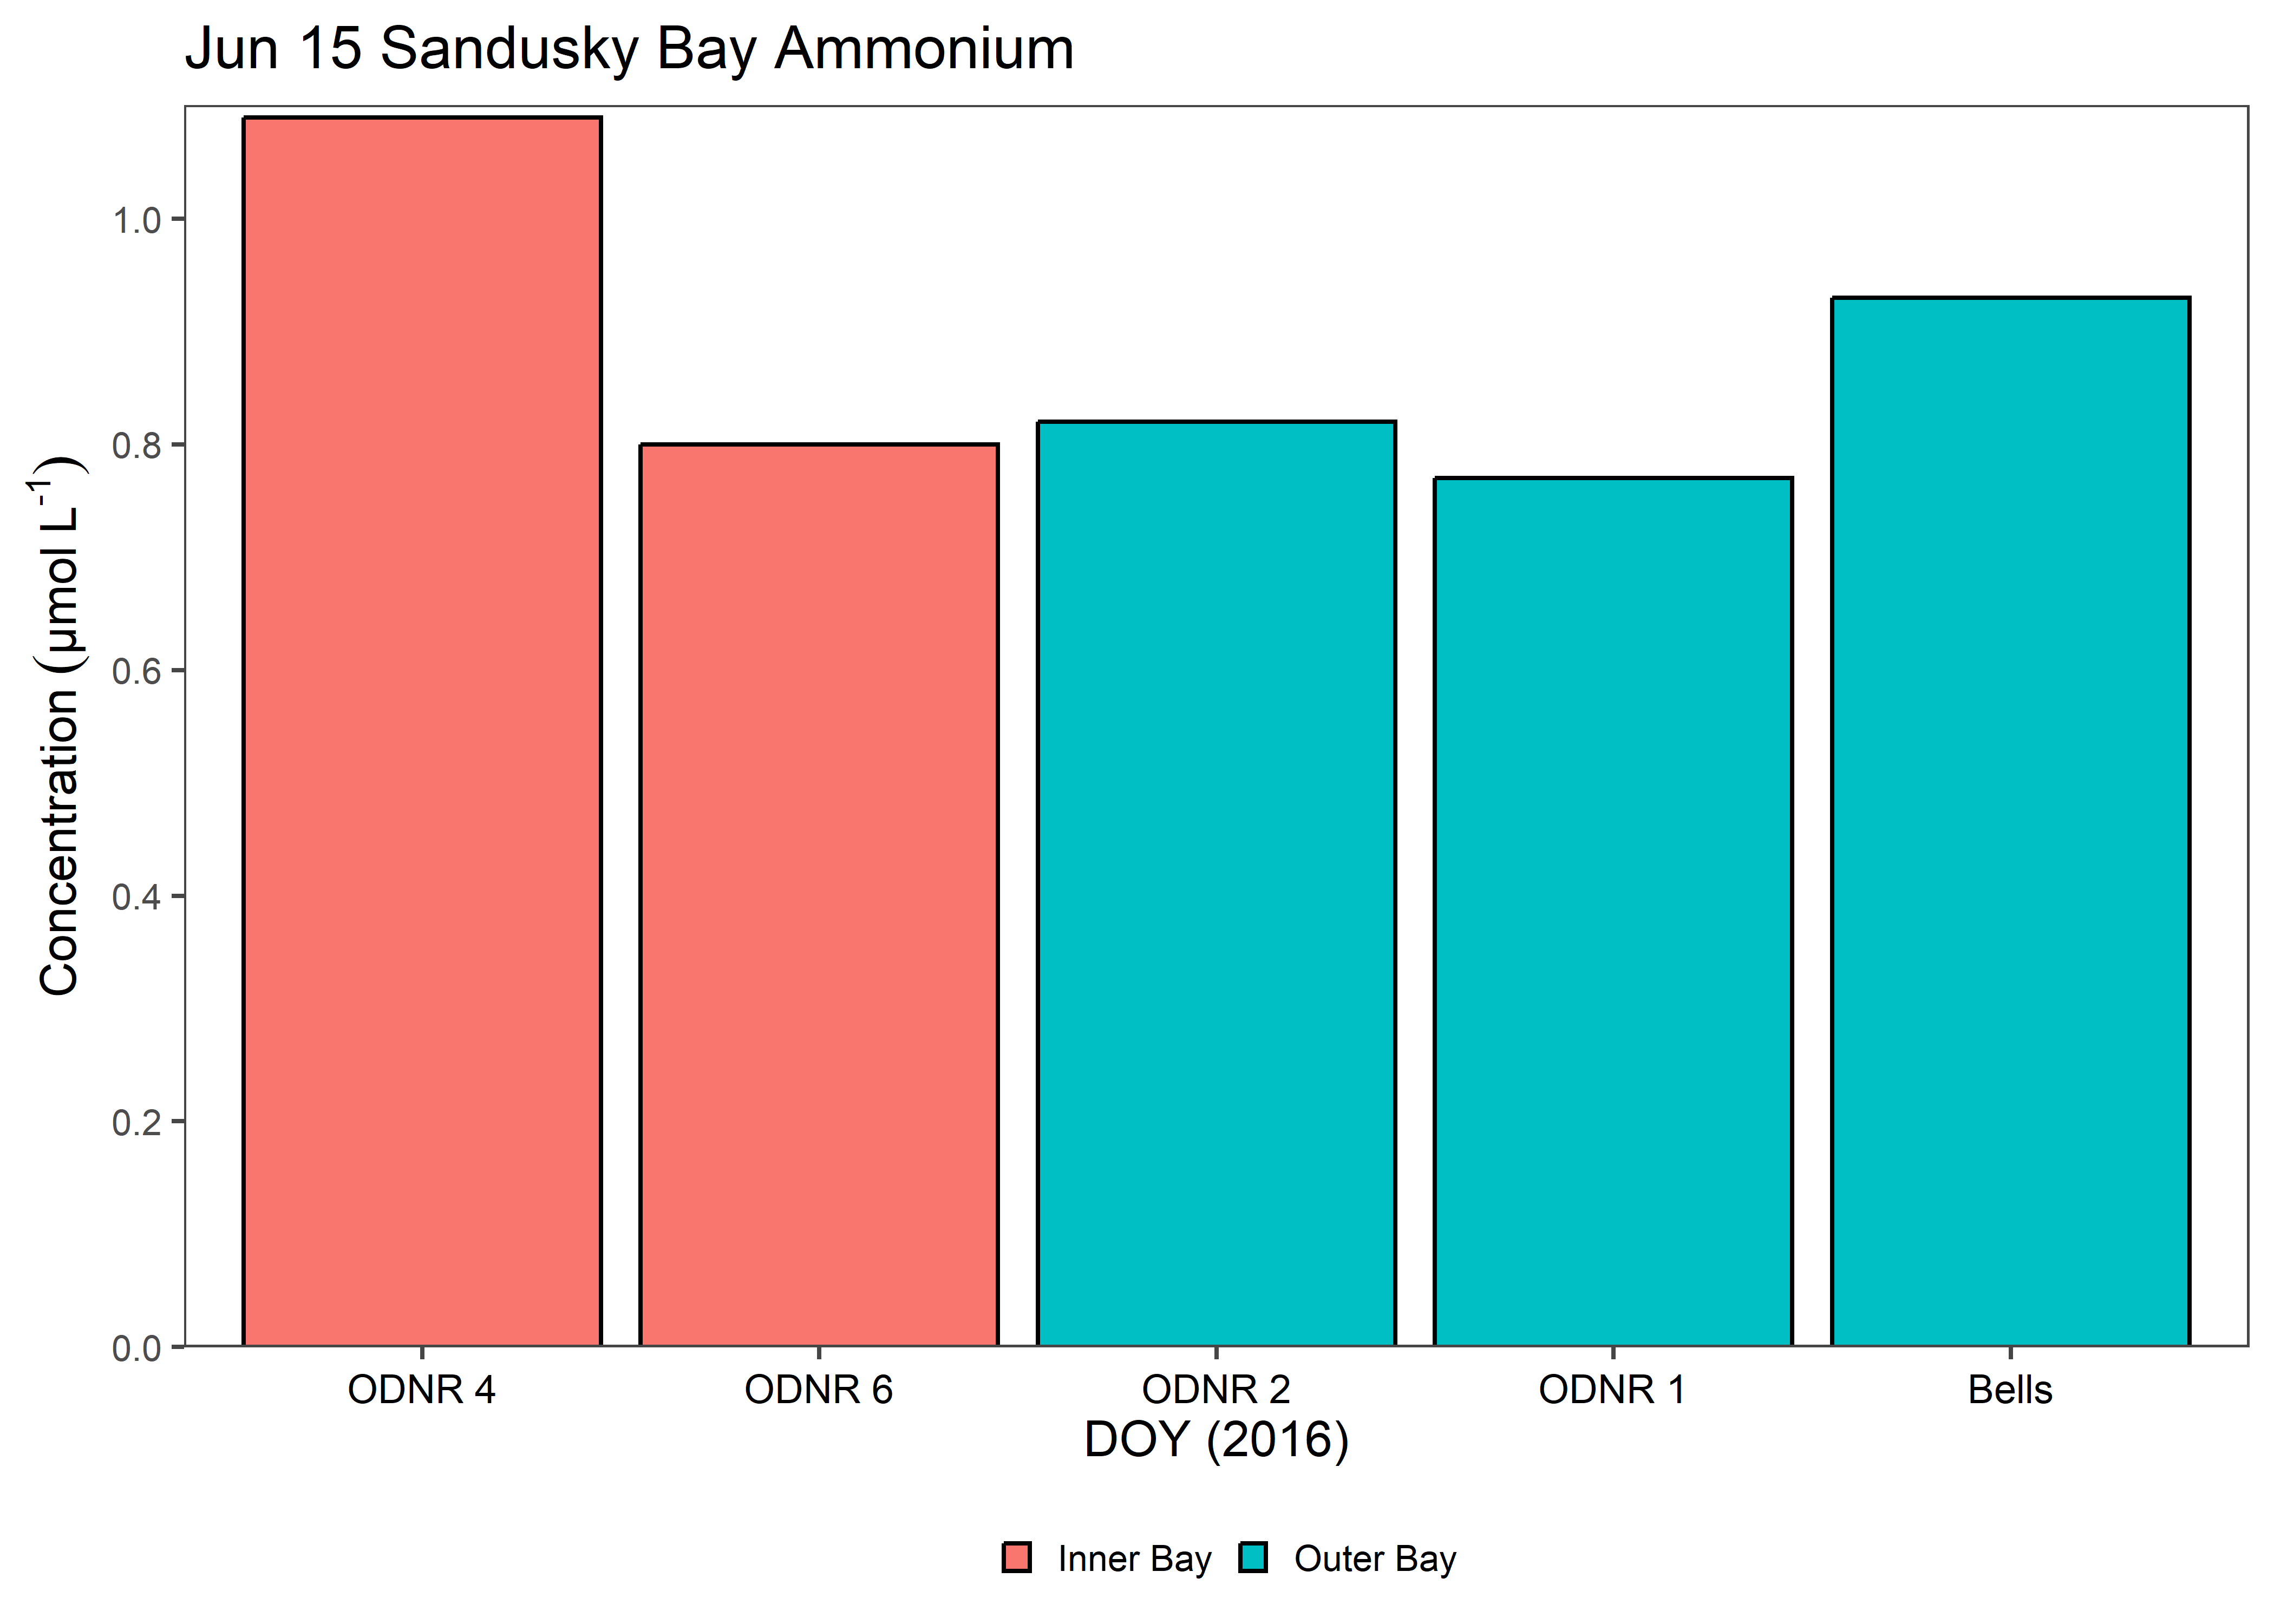 Jun 15 Sandusky Bay Ammonium
Concentration (µmol L⁻¹)
1.0
0.8
0.6
0.4
0.2
0.0
ODNR 4 ODNR 6 ODNR 2 ODNR 1 Bells
DOY (2016)
Inner Bay Outer Bay